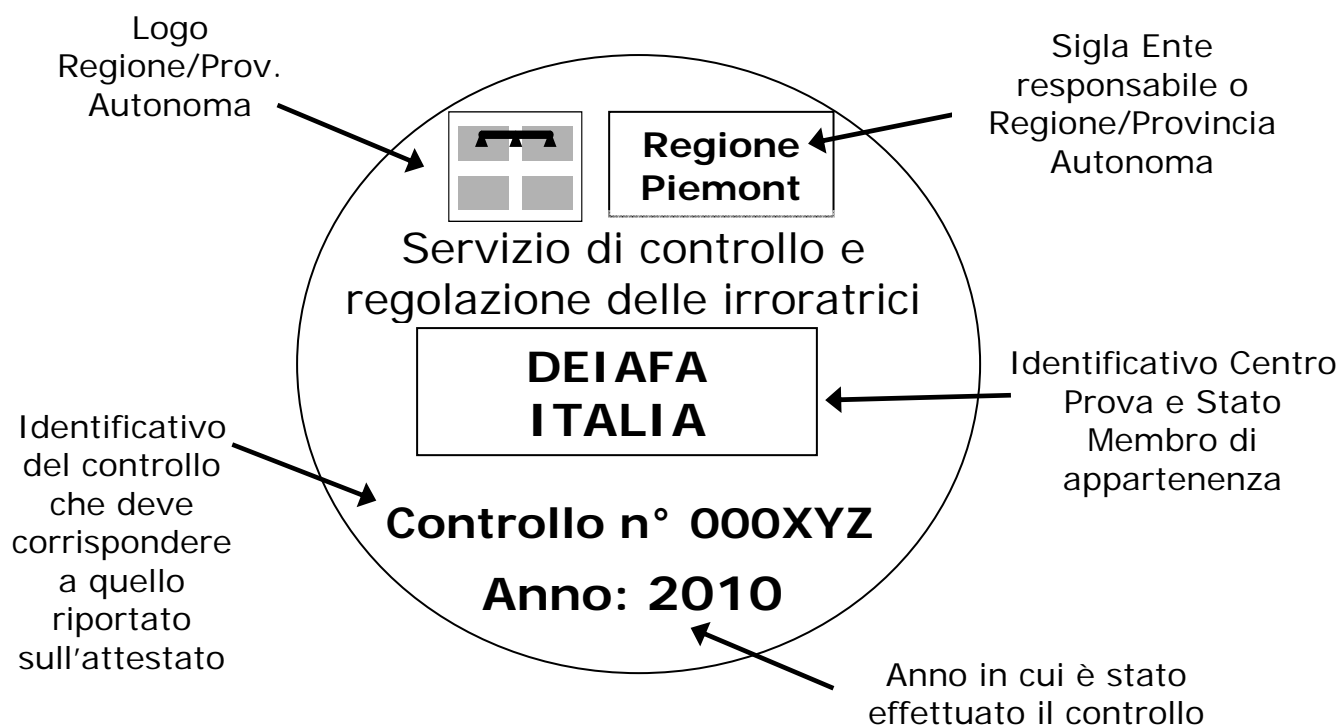 Logo
Regione/Prov.
Autonoma
Sigla Ente
responsabile o
Regione/Provincia
Autonoma
Regione
Piemont
Servizio di controllo e
regolazione delle irroratrici
DEIAFA
ITALIA
Identificativo Centro
Prova e Stato
Membro di
appartenenza
Identificativo
del controllo
che deve
corrispondere
a quello
riportato
sull'attestato
Controllo n° 000XYZ
Anno: 2010
Anno in cui è stato
effettuato il controllo